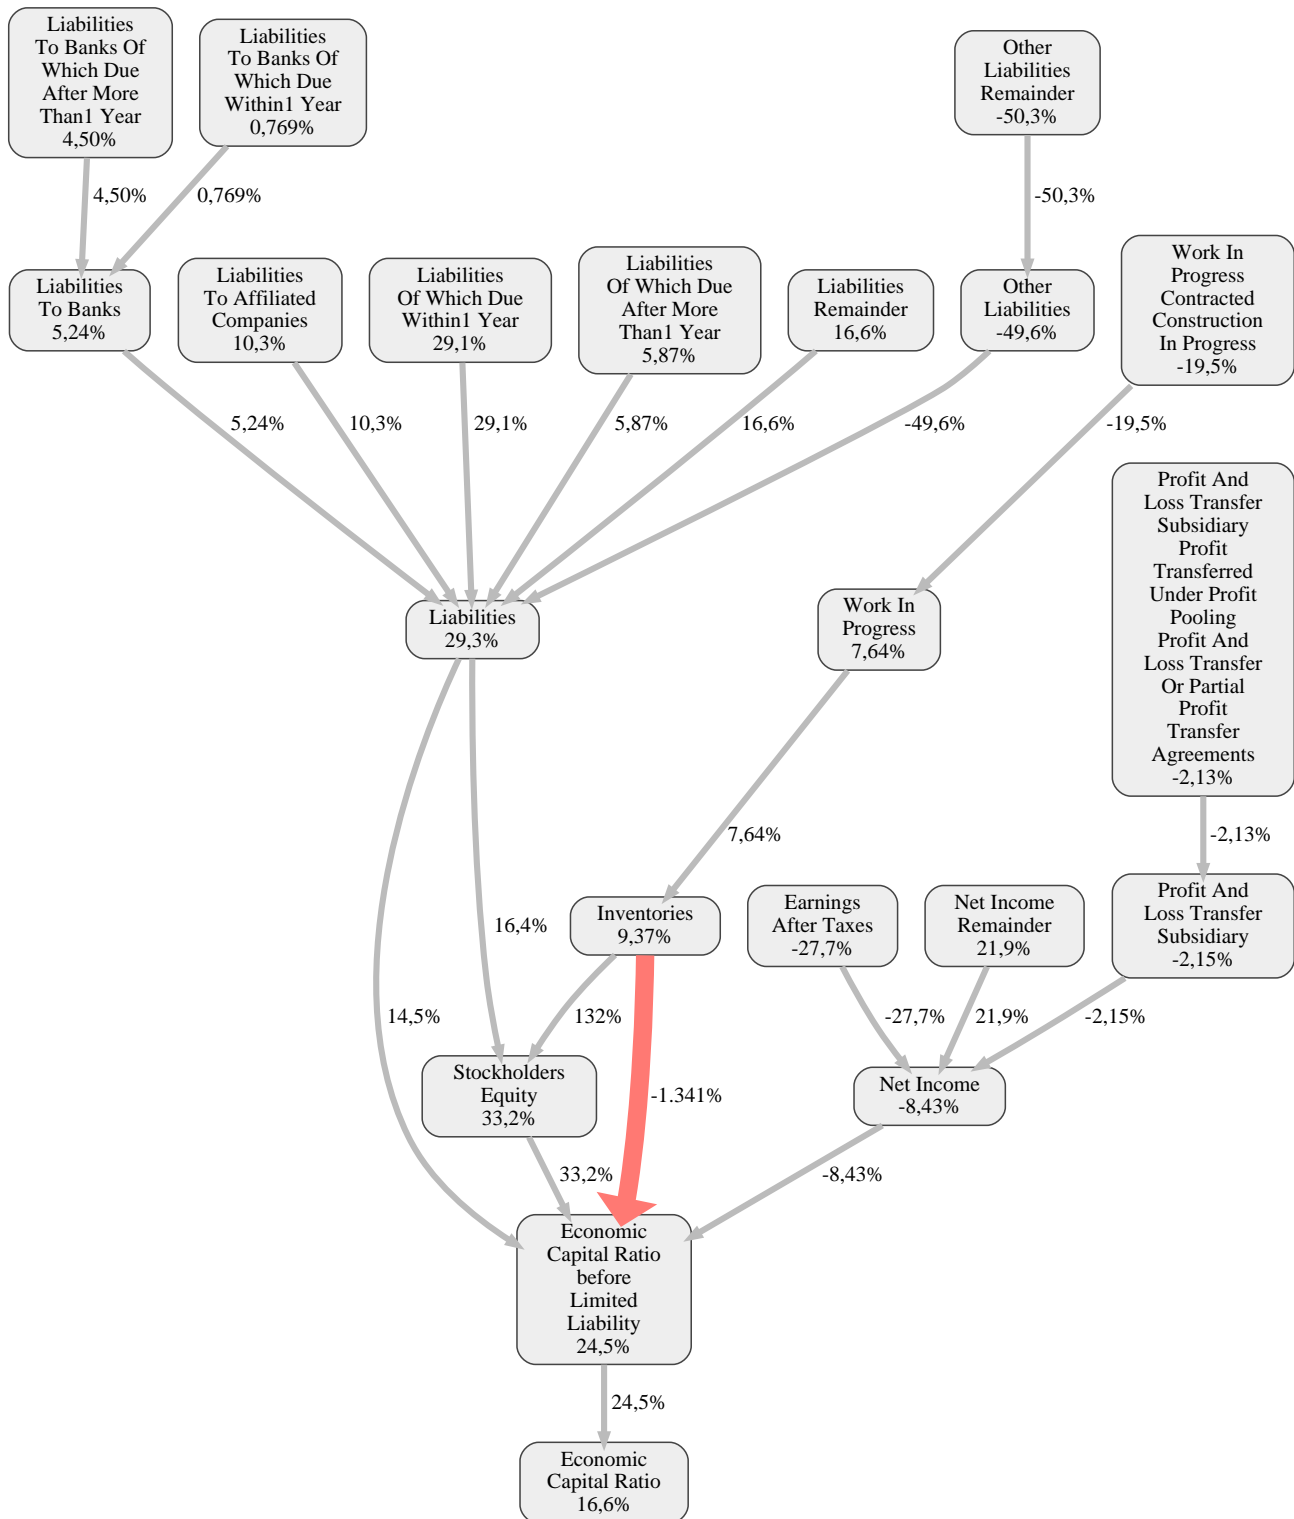 Liabilities
To Banks Of
Which Due
After More
Than1 Year
4,50%
Liabilities
To Banks Of
Which Due
Within1 Year
0,769%
Other
Liabilities
Remainder
-50,3%
4,50%
0,769%
-50,3%
Liabilities
To Banks
5,24%
Liabilities
To Affiliated
Companies
10,3%
Liabilities
Of Which Due
Within1 Year
29,1%
Liabilities
Of Which Due
After More
Than1 Year
5,87%
Liabilities
Remainder
16,6%
Other
Liabilities
-49,6%
Work In
Progress
Contracted
Construction
In Progress
-19,5%
5,24%
10,3%
29,1%
5,87%
16,6%
-49,6%
-19,5%
Profit And
Loss Transfer
Subsidiary
Profit
Transferred
Under Profit
Pooling
Profit And
Loss Transfer
Or Partial
Profit
Transfer
Agreements
-2,13%
Liabilities
29,3%
Work In
Progress
7,64%
7,64%
-2,13%
Inventories
9,37%
Earnings
After Taxes
-27,7%
Net Income
Remainder
21,9%
Profit And
Loss Transfer
Subsidiary
-2,15%
16,4%
14,5%
132%
-27,7%
21,9%
-2,15%
Stockholders
Equity
33,2%
-1.341%
Net Income
-8,43%
33,2%
-8,43%
Economic
Capital Ratio
before
Limited
Liability
24,5%
24,5%
Economic
Capital Ratio
16,6%